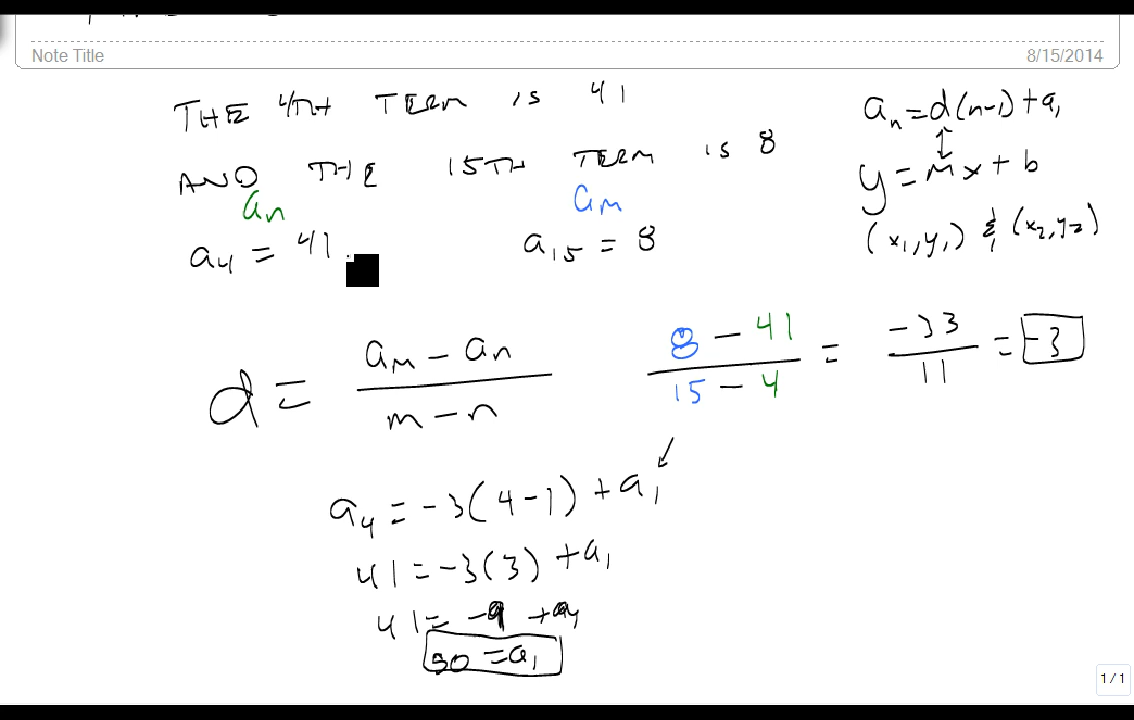 Note Title
8/15/2014
THE 4TH TERM IS 41
AND THE 15TH TERM IS 8
an am
a4 = 41
a15 = 8
an = d(n-1) + a1
y = mx + b
(x1, y1) & (x2, y2)
d = (am - an)/(m - n)
(8 - 41)/(15 - 4) = -33/11 = -3
a4 = -3(4-1) + a1
41 = -3(3) + a1
41 = -9 + a1
50 = a1
1/1